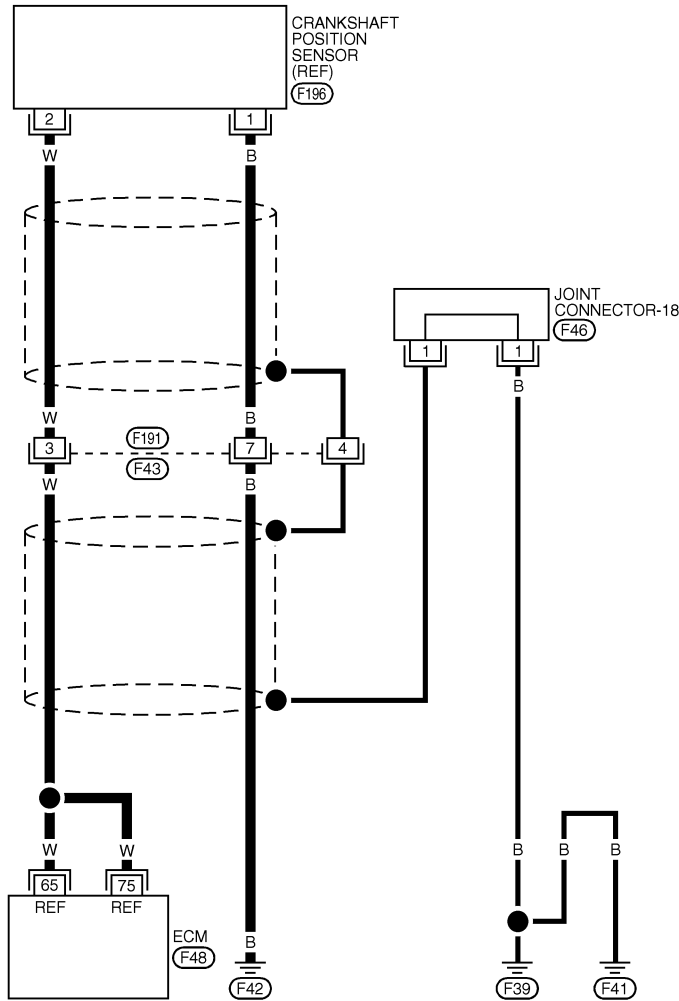 CRANKSHAFT
POSITION
SENSOR
(REF)
F196
2
1
W
B
JOINT
CONNECTOR-18
F46
1
1
B
W
B
3
F191
F43
7
4
W
B
W
W
B
B
B
65
75
REF
REF
ECM
F48
B
F42
F39
F41